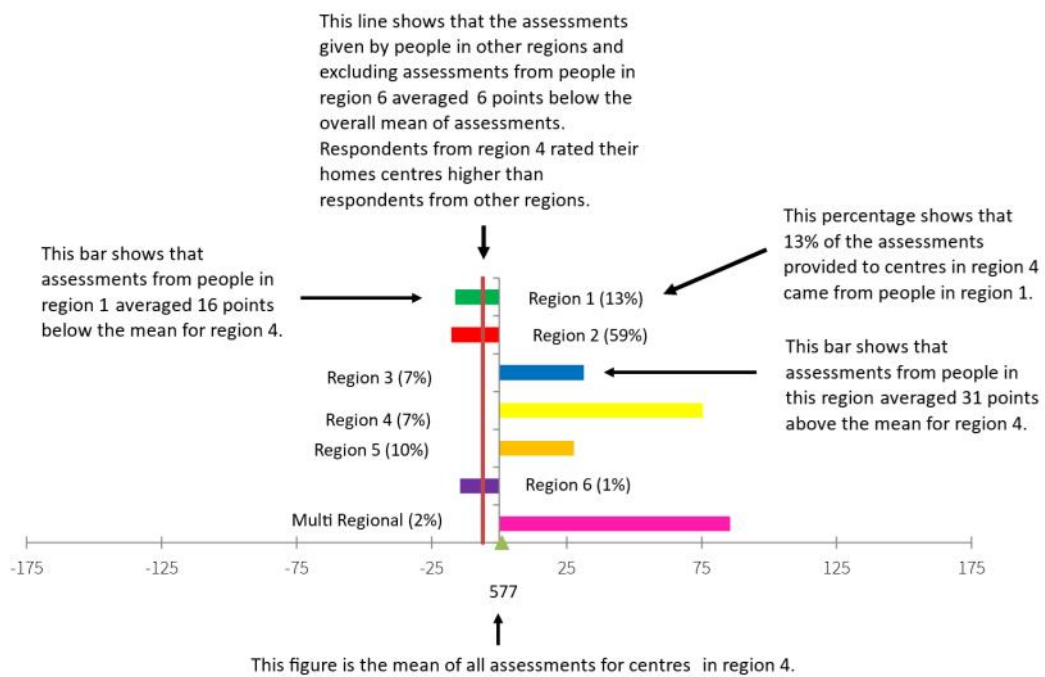 This line shows that the assessments
given by people in other regions and
excluding assessments from people in
region 6 averaged 6 points below the
overall mean of assessments.
Respondents from region 4 rated their
homes centres higher than
respondents from other regions.
This percentage shows that
13% of the assessments
provided to centres in region 4
came from people in region 1.
This bar shows that
assessments from people in
region 1 averaged 16 points
below the mean for region 4.
Region 1 (13%)
Region 2 (59%)
This bar shows that
assessments from people in
this region averaged 31 points
above the mean for region 4.
Region 3 (7%)
Region 4 (7%)
Region 5 (10%)
Region 6 (1%)
Multi Regional (2%)
-175 -125 -75 -25 25 75 125 175
577
This figure is the mean of all assessments for centres in region 4.